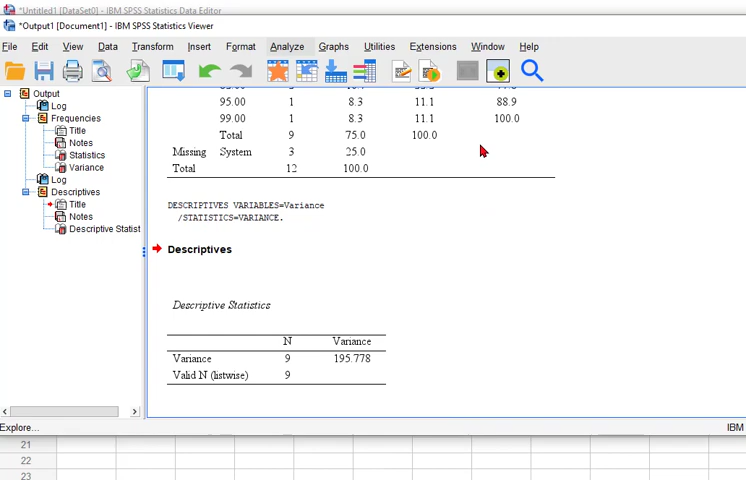 *Untitled1 [DataSet0] - IBM SPSS Statistics Data Editor
*Output1 [Document1] - IBM SPSS Statistics Viewer
File Edit View Data Transform Insert Format Analyze Graphs Utilities Extensions Window Help
Output
Log
Frequencies
Title
Notes
Statistics
Variance
Log
Descriptives
Title
Notes
Descriptive Statist
95.00 1 8.3 11.1 88.9
99.00 1 8.3 11.1 100.0
Total 9 75.0 100.0
Missing System 3 25.0
Total 12 100.0
DESCRIPTIVES VARIABLES=Variance
/STATISTICS=VARIANCE.
Descriptives
Descriptive Statistics
N Variance
Variance 9 195.778
Valid N (listwise) 9
Explore... IBM
21
22
23